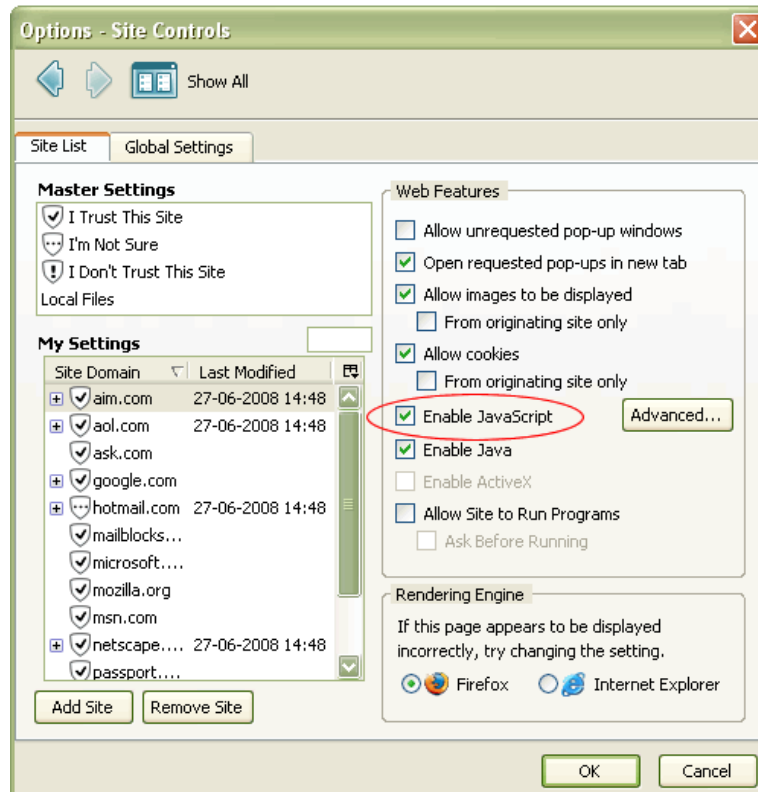 Options - Site Controls
Show All
Site List
Global Settings
Master Settings
I Trust This Site
I'm Not Sure
I Don't Trust This Site
Local Files
My Settings
Site Domain Last Modified
aim.com 27-06-2008 14:48
aol.com 27-06-2008 14:48
ask.com
google.com
hotmail.com 27-06-2008 14:48
mailblocks...
microsoft....
mozilla.org
msn.com
netscape.... 27-06-2008 14:48
passport....
Add Site
Remove Site
Web Features
Allow unrequested pop-up windows
Open requested pop-ups in new tab
Allow images to be displayed
From originating site only
Allow cookies
From originating site only
Enable JavaScript
Advanced...
Enable Java
Enable ActiveX
Allow Site to Run Programs
Ask Before Running
Rendering Engine
If this page appears to be displayed
incorrectly, try changing the setting.
Firefox
Internet Explorer
OK
Cancel